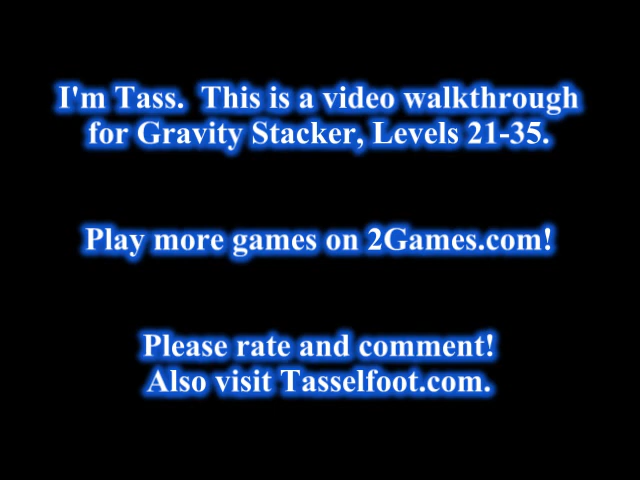 I'm Tass.  This is a video walkthrough
for Gravity Stacker, Levels 21-35.
Play more games on 2Games.com!
Please rate and comment!
Also visit Tasselfoot.com.